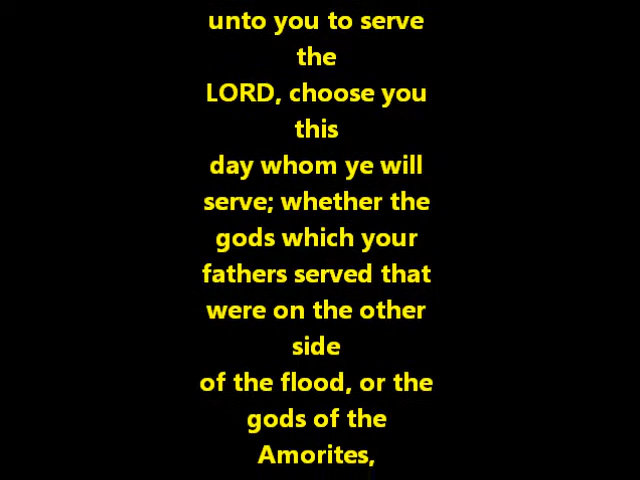 unto you to serve
the
LORD, choose you
this
day whom ye will
serve; whether the
gods which your
fathers served that
were on the other
side
of the flood, or the
gods of the
Amorites,